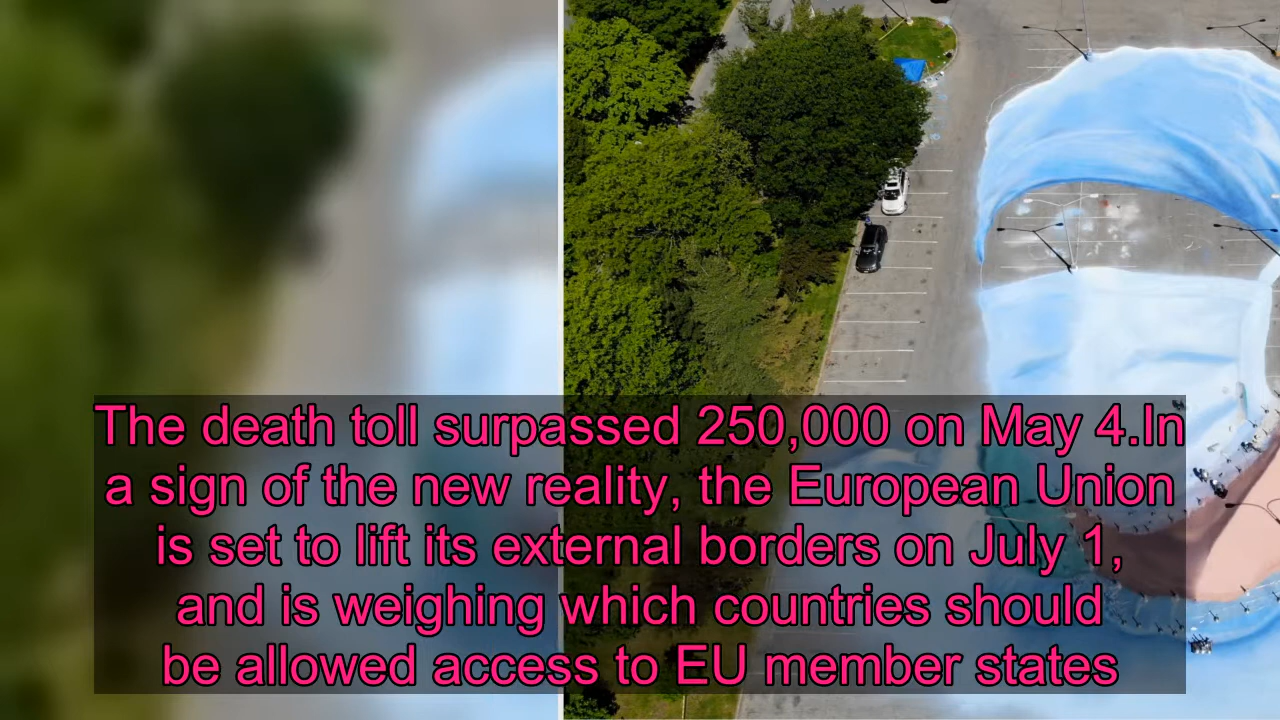 The death toll surpassed 250,000 on May 4.In
a sign of the new reality, the European Union
is set to lift its external borders on July 1,
and is weighing which countries should
be allowed access to EU member states